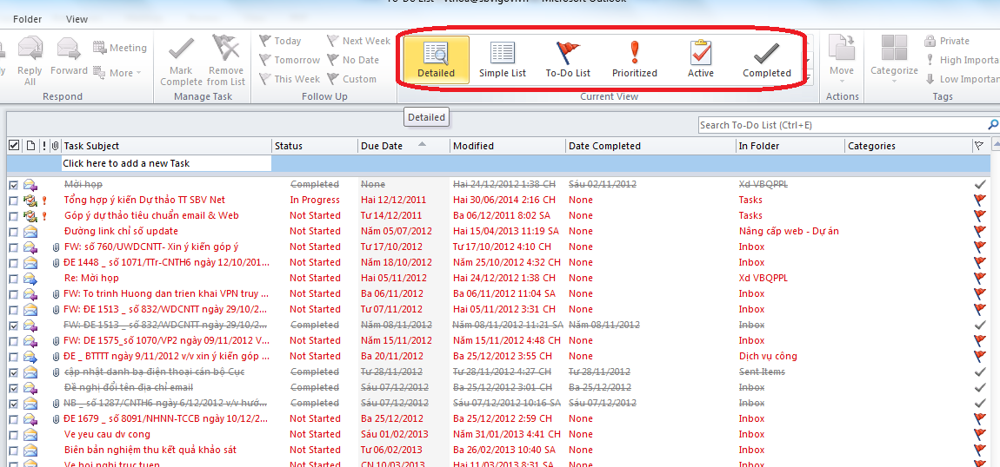 To-Do List - vthoa@sbv.gov.vn - Microsoft Outlook
Folder View
Reply All
Forward
Meeting
More
Respond
Mark Complete
Remove from List
Manage Task
Today
Tomorrow
This Week
Next Week
No Date
Custom
Follow Up
Detailed
Simple List
To-Do List
Prioritized
Active
Completed
Current View
Move
Actions
Categorize
Private
High Importa
Low Importan
Tags
Detailed
Search To-Do List (Ctrl+E)
Task Subject Status Due Date Modified Date Completed In Folder Categories
Click here to add a new Task
Mời họp Completed None Hai 24/12/2012 1:38 CH Sáu 02/11/2012 Xd VBQPPL
Tổng hợp ý kiến Dự thảo TT SBV Net In Progress Hai 12/12/2011 Hai 30/06/2014 2:16 CH None Tasks
Góp ý dự thảo tiêu chuẩn email & Web Not Started Tư 14/12/2011 Ba 06/12/2011 8:02 SA None Tasks
Đường link chỉ số update Not Started Năm 05/07/2012 Hai 15/04/2013 11:19 SA None Nâng cấp web - Dự án
FW: số 760/UWDCNTT- Xin ý kiến góp ý Not Started Tư 17/10/2012 Tư 17/10/2012 4:10 CH None Inbox
ĐE 1448 _ số 1071/TTr-CNTH6 ngày 12/10/201... Not Started Năm 18/10/2012 Năm 25/10/2012 4:32 CH None Inbox
Re: Mời họp Not Started Hai 05/11/2012 Hai 24/12/2012 1:38 CH None Xd VBQPPL
FW: To trinh Huong dan trien khai VPN truy ... Not Started Ba 06/11/2012 Ba 06/11/2012 11:04 SA None Inbox
FW: ĐE 1513 _ số 832/WDCNTT ngày 29/10/2... Not Started Tư 07/11/2012 Hai 05/11/2012 3:31 CH None Inbox
FW: ĐE 1513 _ số 832/WDCNTT ngày 29/10/2... Completed Năm 08/11/2012 Năm 08/11/2012 11:21 SA Năm 08/11/2012 Inbox
FW: ĐE 1575_số 1070/VP2 ngày 09/11/2012 V... Not Started Năm 15/11/2012 Năm 15/11/2012 4:48 CH None Inbox
ĐE _ BTTTT ngày 9/11/2012 v/v xin ý kiến góp ... Not Started Ba 20/11/2012 Ba 25/12/2012 3:55 CH None Dịch vụ công
cập nhật danh bạ điện thoại cán bộ Cục Completed Tư 28/11/2012 Tư 28/11/2012 4:27 CH Tư 28/11/2012 Sent Items
Đề nghị đổi tên địa chỉ email Completed Sáu 07/12/2012 Ba 25/12/2012 3:01 CH Ba 25/12/2012 Inbox
NB _ số 1287/CNTH6 ngày 6/12/2012 v/v hướ... Completed Sáu 07/12/2012 Sáu 07/12/2012 10:16 SA Sáu 07/12/2012 Inbox
ĐE 1679 _ số 8091/NHNN-TCCB ngày 10/12/2... Not Started Ba 25/12/2012 Ba 25/12/2012 2:59 CH None Inbox
Ve yeu cau dv cong Not Started Sáu 01/02/2013 Năm 31/01/2013 4:41 CH None Inbox
Biên bản nghiệm thu kết quả khảo sát Not Started Tư 06/02/2013 Ba 26/02/2013 10:40 SA None Inbox
Ve hoi nghi truc tuen Not Started CN 10/03/2013 Hai 11/03/2013 8:31 SA None Inbox